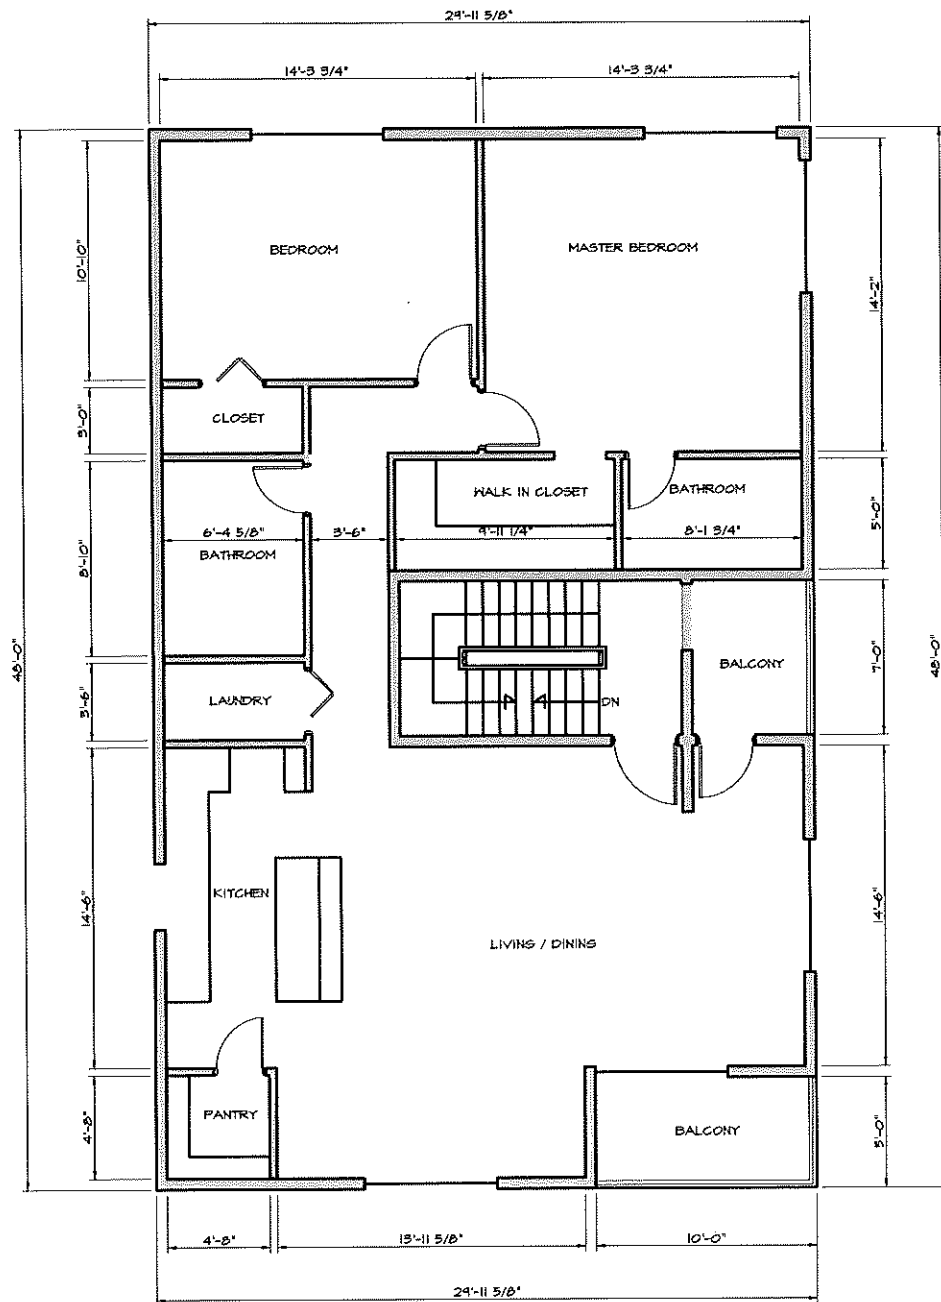 29'-11 5/8"
14'-3 3/4"
14'-3 3/4"
BEDROOM
MASTER BEDROOM
10'-10"
14'-2"
CLOSET
3'-0"
WALK IN CLOSET
BATHROOM
6'-4 5/8"
3'-6"
9'-11 1/4"
8'-1 3/4"
5'-0"
BATHROOM
8'-10"
48'-0"
48'-0"
BALCONY
7'-0"
LAUNDRY
3'-6"
DN
KITCHEN
14'-6"
14'-6"
LIVING / DINING
PANTRY
4'-8"
BALCONY
5'-0"
4'-8"
13'-11 5/8"
10'-0"
29'-11 5/8"